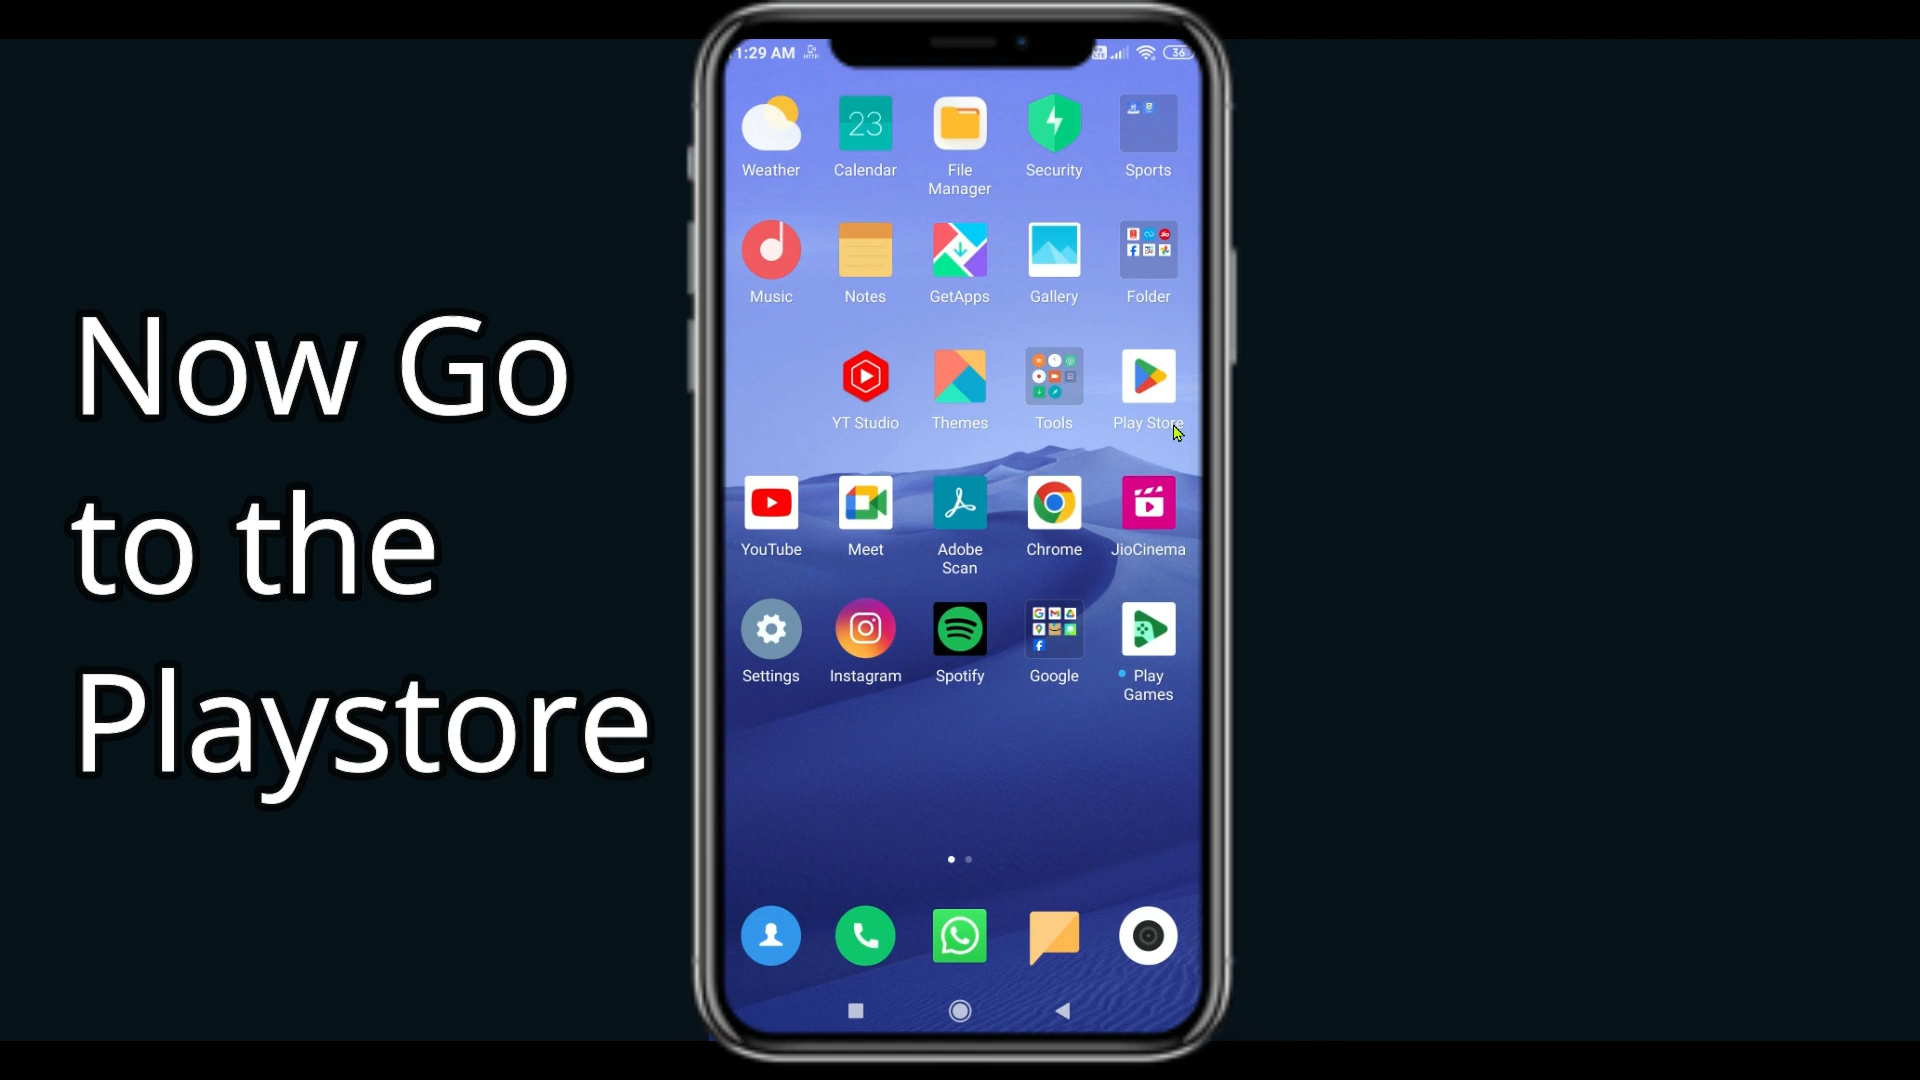 Now Go
to the
Playstore
1:29 AM
HTTP
36
23
Weather
Calendar
File
Manager
Security
Sports
Music
Notes
GetApps
Gallery
Folder
YT Studio
Themes
Tools
Play Store
YouTube
Meet
Adobe
Scan
Chrome
JioCinema
Settings
Instagram
Spotify
Google
Play
Games